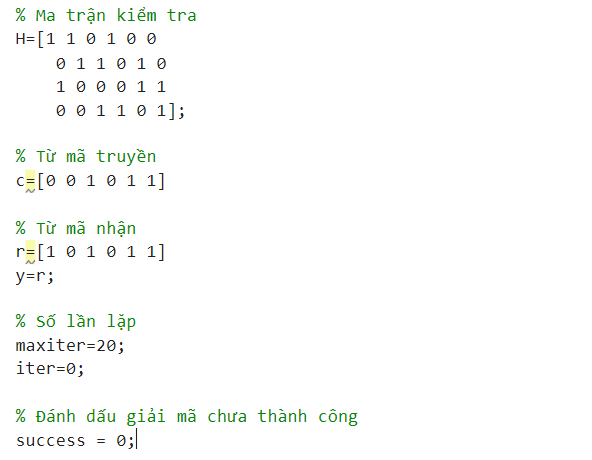 % Ma trận kiểm tra
H=[1 1 0 1 0 0
0 1 1 0 1 0
1 0 0 0 1 1
0 0 1 1 0 1];
% Từ mã truyền
c=[0 0 1 0 1 1]
% Từ mã nhận
r=[1 0 1 0 1 1]
y=r;
% Số lần lặp
maxiter=20;
iter=0;
% Đánh dấu giải mã chưa thành công
success = 0;